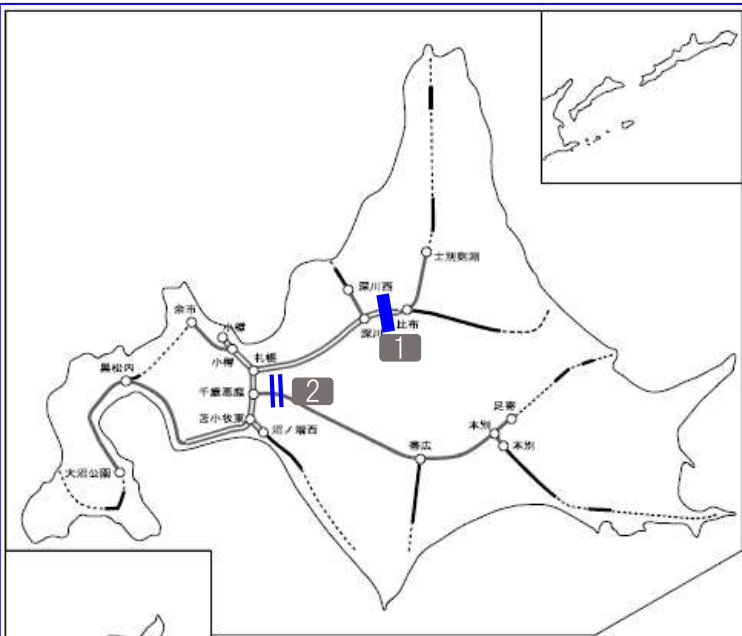 士別剣淵
深川西
余市
小樽
深川
比布
1
小樽
札幌
黒松内
千歳恵庭
2
足寄
苫小牧東
本別
沼ノ端西
本別
帯広
大沼公園